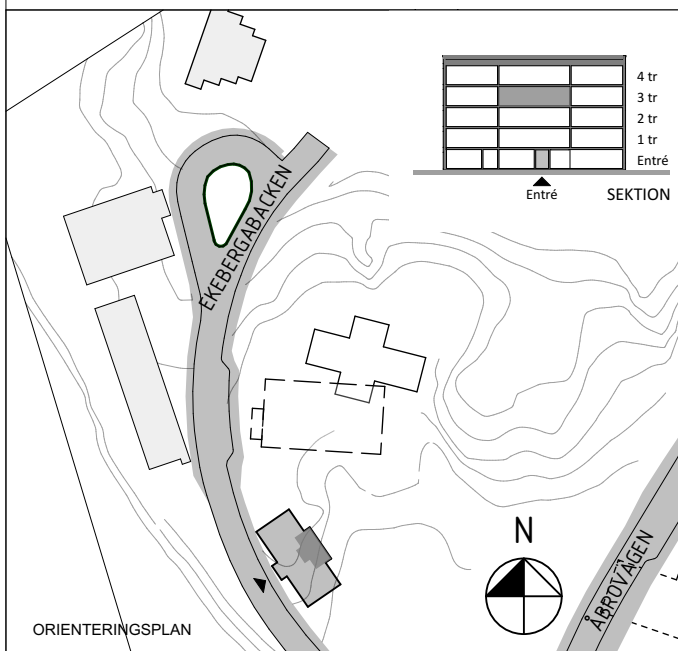 4 tr
3 tr
2 tr
1 tr
Entré
Entré
SEKTION
EKEBERGABACKEN
N
ÅBROVÄGEN
ORIENTERINGSPLAN